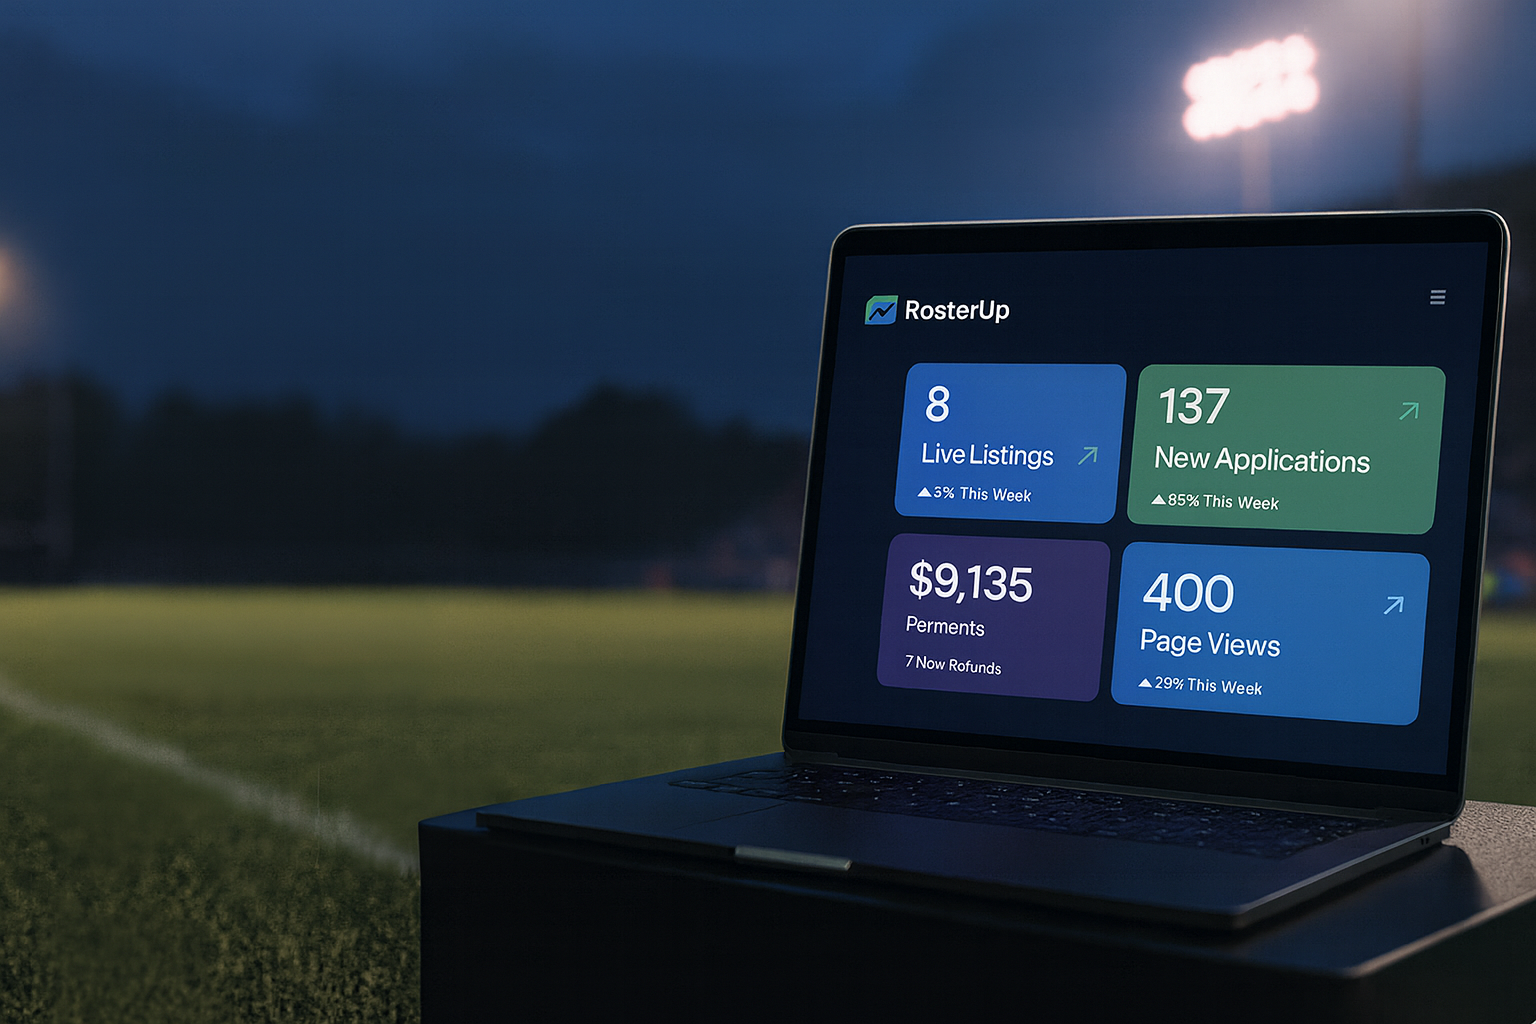 RosterUp
8
Live Listings
▲3% This Week
137
New Applications
▲85% This Week
$9,135
Perments
7 Now Rofunds
400
Page Views
▲29% This Week